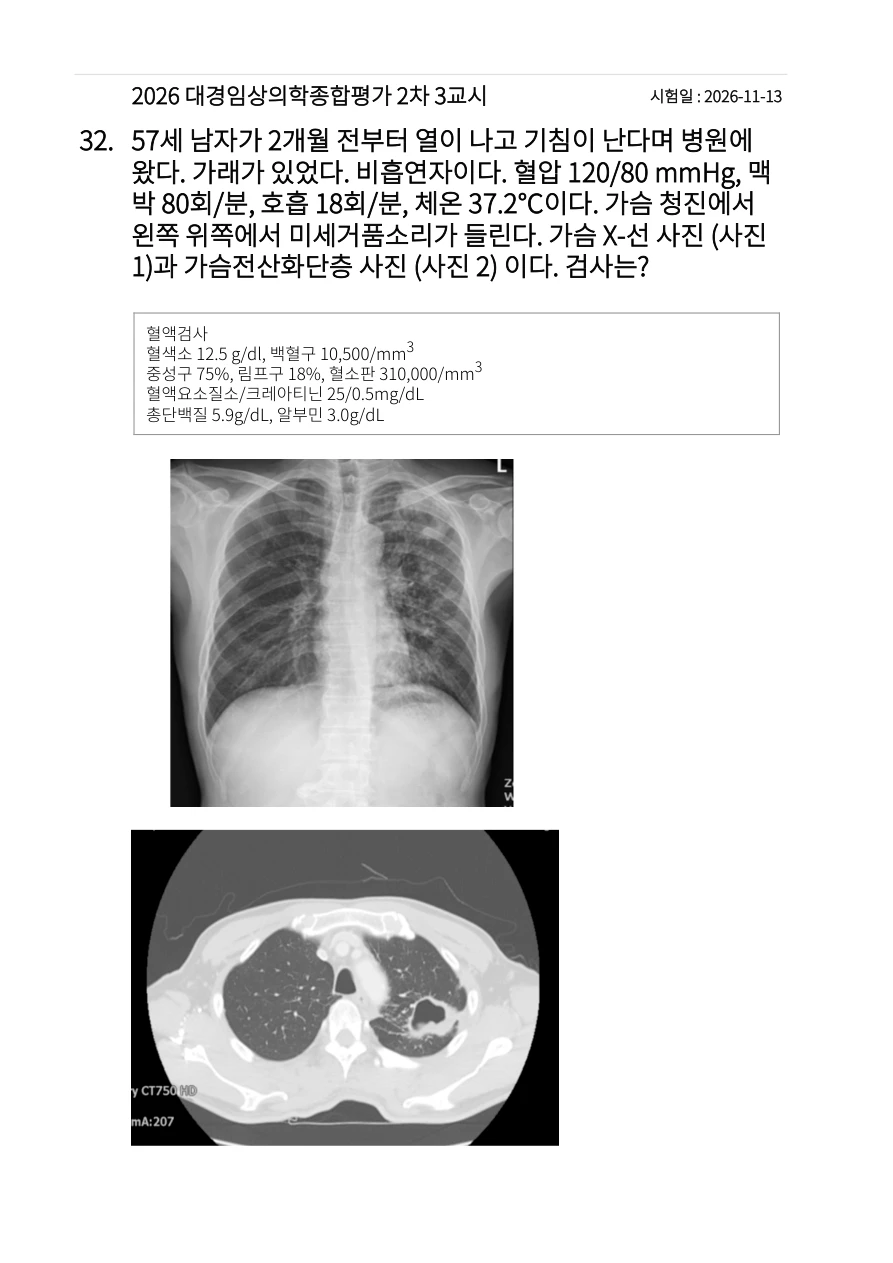 2026 대경임상의학종합평가 2차 3교시
시험일 : 2026-11-13
32. 57세 남자가 2개월 전부터 열이 나고 기침이 난다며 병원에
왔다. 가래가 있었다. 비흡연자이다. 혈압 120/80 mmHg, 맥
박 80회/분, 호흡 18회/분, 체온 37.2℃이다. 가슴 청진에서
왼쪽 위쪽에서 미세거품소리가 들린다. 가슴 X-선 사진 (사진
1)과 가슴전산화단층 사진 (사진 2) 이다. 검사는?
혈액검사
혈색소 12.5 g/dl, 백혈구 10,500/mm³
중성구 75%, 림프구 18%, 혈소판 310,000/mm³
혈액요소질소/크레아티닌 25/0.5mg/dL
총단백질 5.9g/dL, 알부민 3.0g/dL
L
y CT750 HD
mA:207